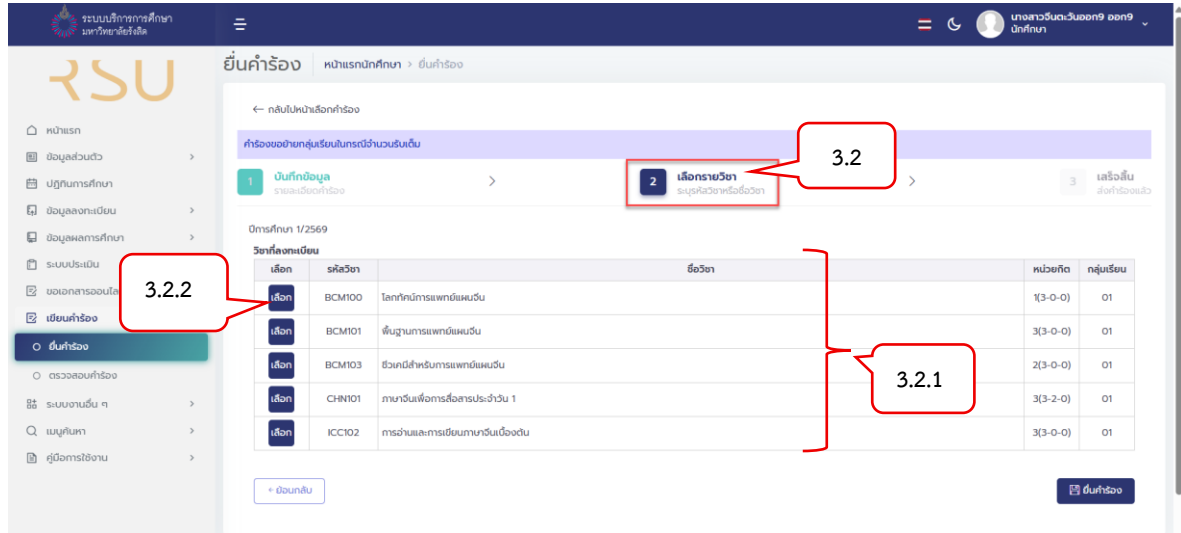 ระบบบริการการศึกษา
มหาวิทยาลัยรังสิต
นางสาวจีนตะวันออก9 ออก9
นักศึกษา
RSU
ยื่นคำร้อง
หน้าแรกนักศึกษา > ยื่นคำร้อง
← กลับไปหน้าเลือกคำร้อง
หน้าแรก
ข้อมูลส่วนตัว >
ปฏิทินการศึกษา
ข้อมูลลงทะเบียน >
ข้อมูลผลการศึกษา >
ระบบประเมิน
ขอเอกสารออนไล
เขียนคำร้อง
ยื่นคำร้อง
ตรวจสอบคำร้อง
ระบบงานอื่น ๆ >
เมนูค้นหา >
คู่มือการใช้งาน >
คำร้องขอย้ายกลุ่มเรียนในกรณีจำนวนรับเต็ม
3.2
1 บันทึกข้อมูล
รายละเอียดคำร้อง
>
2 เลือกรายวิชา
ระบุรหัสวิชาหรือชื่อวิชา
>
3 เสร็จสิ้น
ส่งคำร้องแล้ว
ปีการศึกษา 1/2569
วิชาที่ลงทะเบียน
เลือก รหัสวิชา ชื่อวิชา หน่วยกิต กลุ่มเรียน
เลือก BCM100 โลกทัศน์การแพทย์แผนจีน 1(3-0-0) 01
เลือก BCM101 พื้นฐานการแพทย์แผนจีน 3(3-0-0) 01
เลือก BCM103 ชีวเคมีสำหรับการแพทย์แผนจีน 2(3-0-0) 01
เลือก CHN101 ภาษาจีนเพื่อการสื่อสารประจำวัน 1 3(3-2-0) 01
เลือก ICC102 การอ่านและการเขียนภาษาจีนเบื้องต้น 3(3-0-0) 01
3.2.2
3.2.1
← ย้อนกลับ
ยื่นคำร้อง